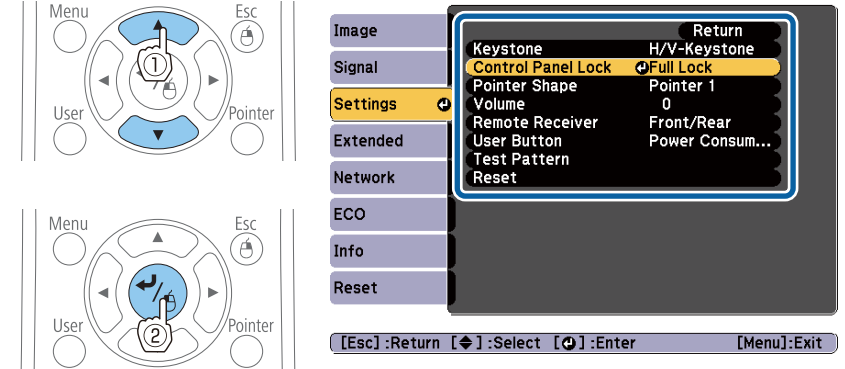 Menu
Esc
1
User
Pointer
Menu
Esc
2
User
Pointer
Image
Signal
Settings
Extended
Network
ECO
Info
Reset
Return
Keystone H/V-Keystone
Control Panel Lock Full Lock
Pointer Shape Pointer 1
Volume 0
Remote Receiver Front/Rear
User Button Power Consum...
Test Pattern
Reset
[Esc] :Return [◆] :Select [⏎] :Enter [Menu]:Exit